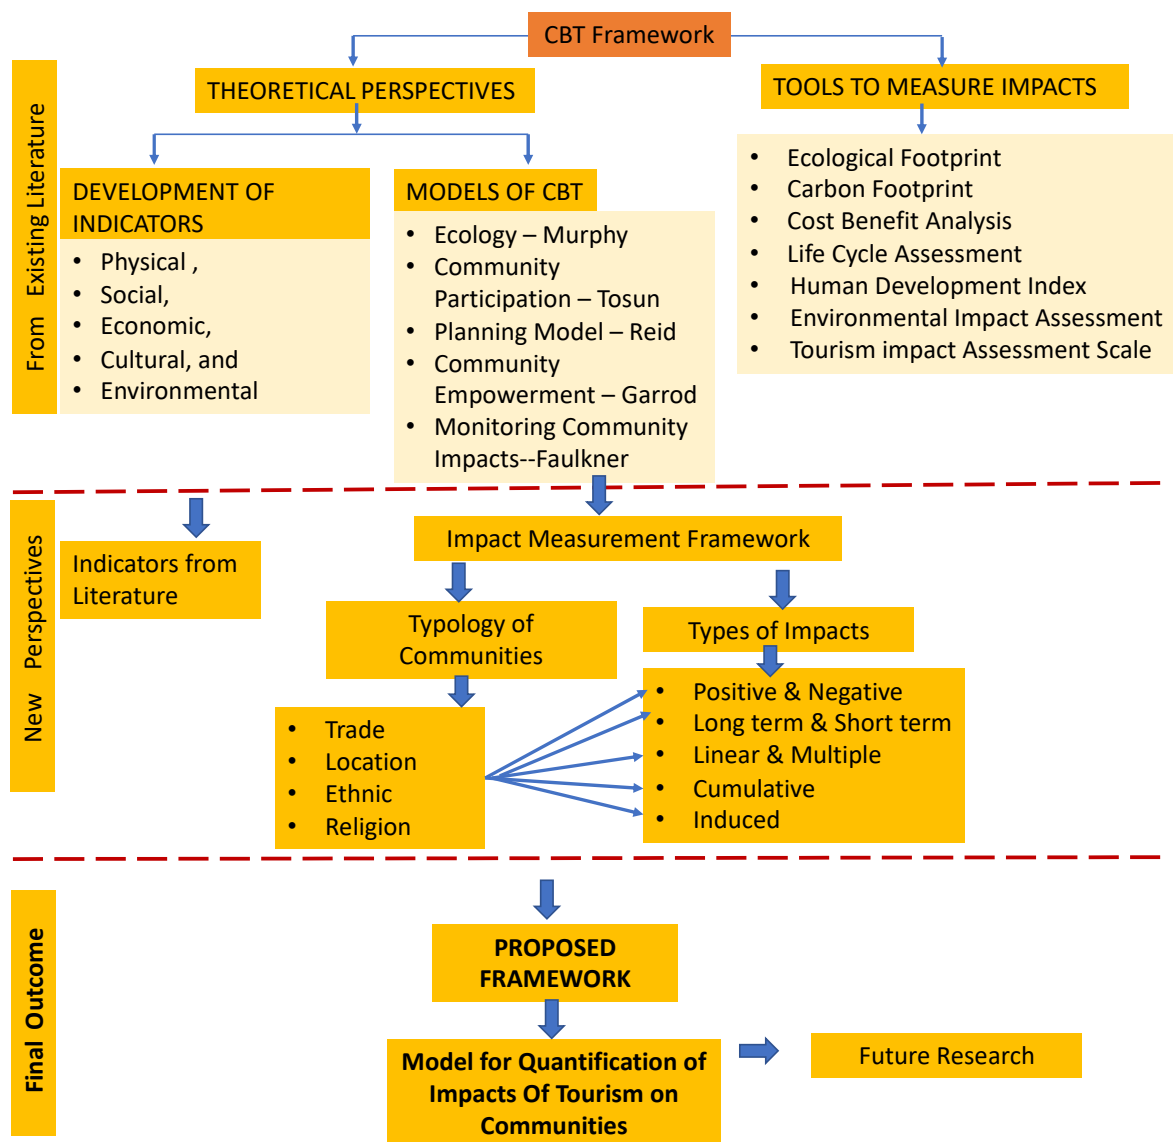 CBT Framework
From Existing Literature
THEORETICAL PERSPECTIVES
TOOLS TO MEASURE IMPACTS
DEVELOPMENT OF
INDICATORS
• Physical ,
• Social,
• Economic,
• Cultural, and
• Environmental
MODELS OF CBT
• Ecology – Murphy
• Community
Participation – Tosun
• Planning Model – Reid
• Community
Empowerment – Garrod
• Monitoring Community
Impacts--Faulkner
• Ecological Footprint
• Carbon Footprint
• Cost Benefit Analysis
• Life Cycle Assessment
• Human Development Index
• Environmental Impact Assessment
• Tourism impact Assessment Scale
New Perspectives
Indicators from
Literature
Impact Measurement Framework
Typology of
Communities
Types of Impacts
• Trade
• Location
• Ethnic
• Religion
• Positive & Negative
• Long term & Short term
• Linear & Multiple
• Cumulative
• Induced
Final Outcome
PROPOSED
FRAMEWORK
Model for Quantification of
Impacts Of Tourism on
Communities
Future Research